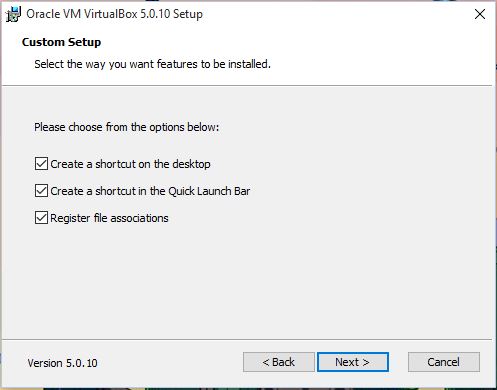 Oracle VM VirtualBox 5.0.10 Setup
Custom Setup
Select the way you want features to be installed.
Please choose from the options below:
Create a shortcut on the desktop
Create a shortcut in the Quick Launch Bar
Register file associations
Version 5.0.10
< Back
Next >
Cancel